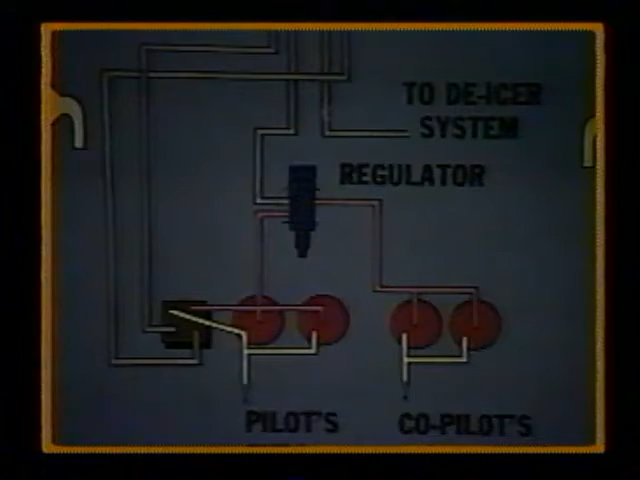 TO DE-ICER
SYSTEM
REGULATOR
PILOT'S
CO-PILOT'S